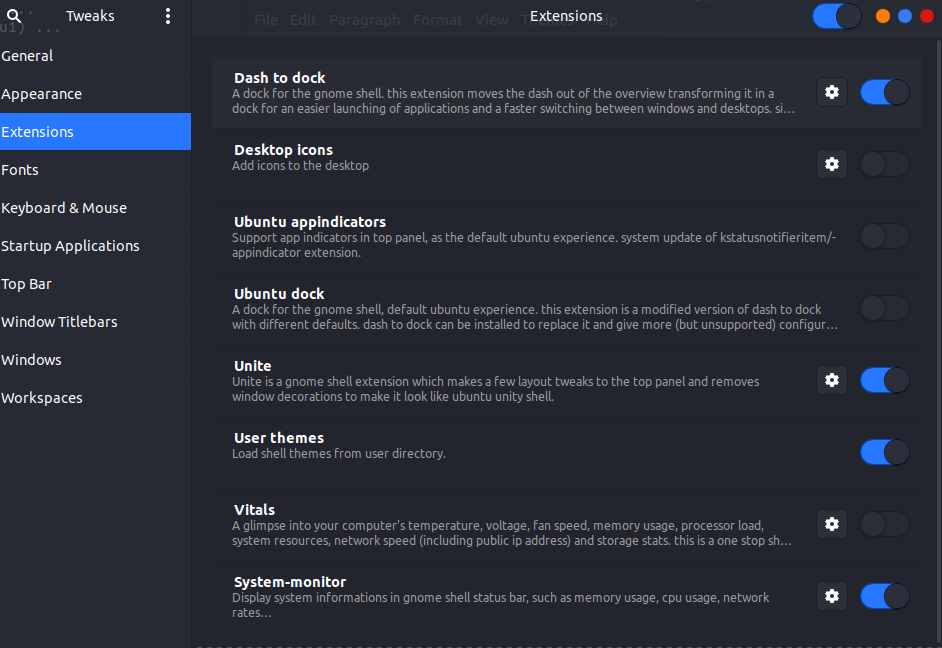 Tweaks
File Edit Paragraph Format View Help
Extensions
u1) ...
General
Appearance
Extensions
Fonts
Keyboard & Mouse
Startup Applications
Top Bar
Window Titlebars
Windows
Workspaces
Dash to dock
A dock for the gnome shell. this extension moves the dash out of the overview transforming it in a
dock for an easier launching of applications and a faster switching between windows and desktops. si…
Desktop icons
Add icons to the desktop
Ubuntu appindicators
Support app indicators in top panel, as the default ubuntu experience. system update of kstatusnotifieritem/-
appindicator extension.
Ubuntu dock
A dock for the gnome shell, default ubuntu experience. this extension is a modified version of dash to dock
with different defaults. dash to dock can be installed to replace it and give more (but unsupported) configur…
Unite
Unite is a gnome shell extension which makes a few layout tweaks to the top panel and removes
window decorations to make it look like ubuntu unity shell.
User themes
Load shell themes from user directory.
Vitals
A glimpse into your computer's temperature, voltage, fan speed, memory usage, processor load,
system resources, network speed (including public ip address) and storage stats. this is a one stop sh…
System-monitor
Display system informations in gnome shell status bar, such as memory usage, cpu usage, network
rates…